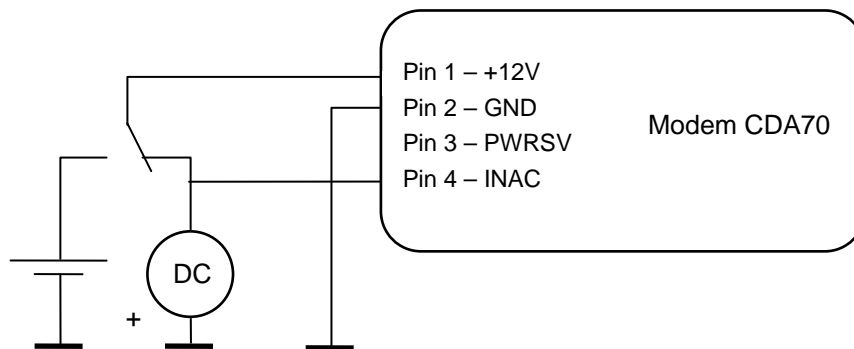 Pin 1 – +12V
Pin 2 – GND
Pin 3 – PWRSV
Pin 4 – INAC
Modem CDA70
DC
+